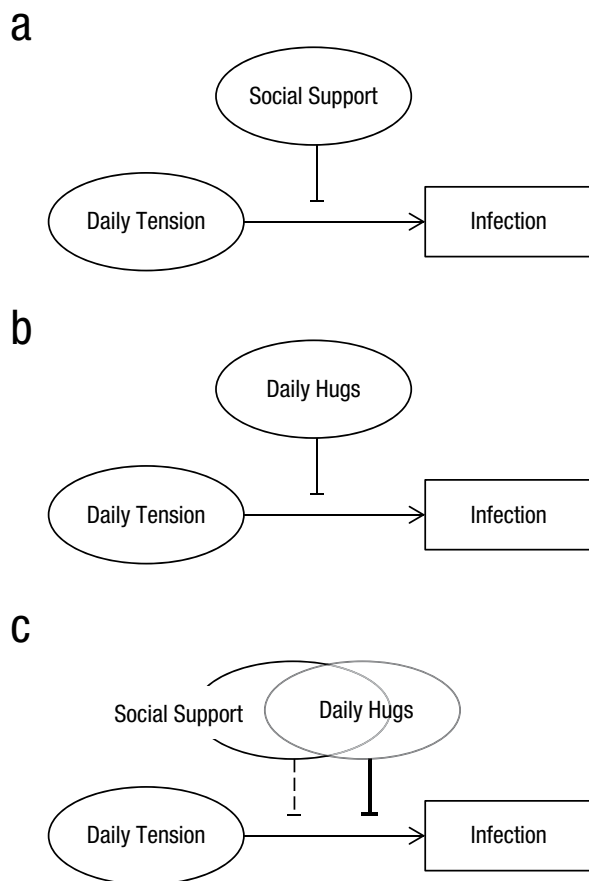 a
Social Support
Daily Tension
Infection
b
Daily Hugs
Daily Tension
Infection
c
Social Support
Daily Hugs
Daily Tension
Infection